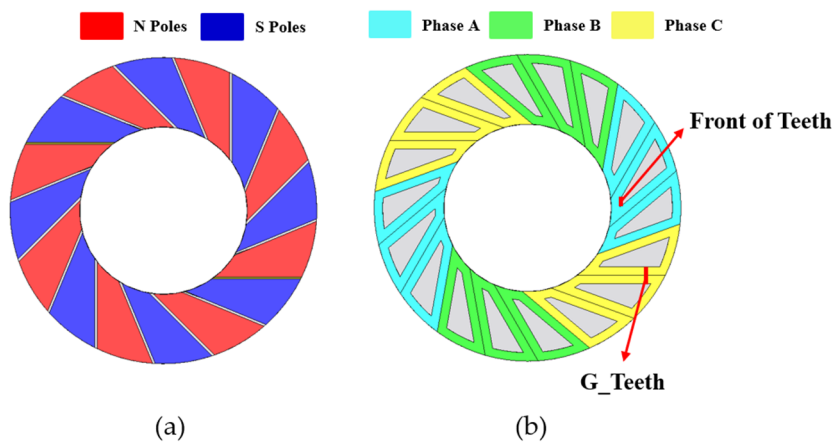 N Poles S Poles Phase A Phase B Phase C
Front of Teeth
G_Teeth
(a) (b)